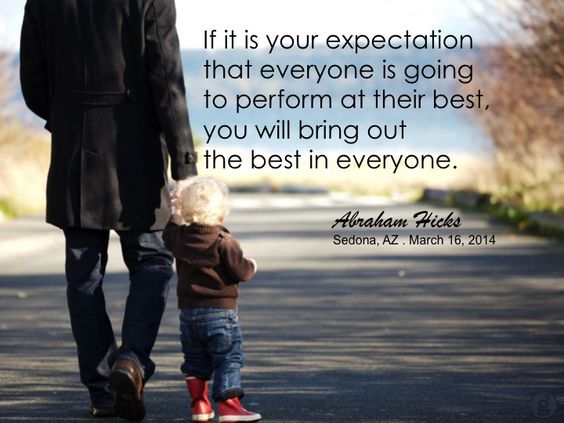 If it is your expectation
that everyone is going
to perform at their best,
you will bring out
the best in everyone.
Abraham Hicks
Sedona, AZ . March 16, 2014
g